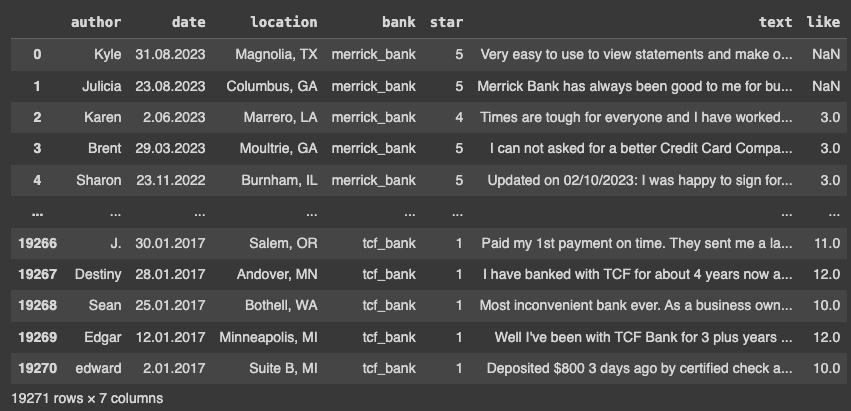 author date location bank star text like
0 Kyle 31.08.2023 Magnolia, TX merrick_bank 5 Very easy to use to view statements and make o... NaN
1 Julicia 23.08.2023 Columbus, GA merrick_bank 5 Merrick Bank has always been good to me for bu... NaN
2 Karen 2.06.2023 Marrero, LA merrick_bank 4 Times are tough for everyone and I have worked... 3.0
3 Brent 29.03.2023 Moultrie, GA merrick_bank 5 I can not asked for a better Credit Card Compa... 3.0
4 Sharon 23.11.2022 Burnham, IL merrick_bank 5 Updated on 02/10/2023: I was happy to sign for... 3.0
... ... ... ... ... ... ... ...
19266 J. 30.01.2017 Salem, OR tcf_bank 1 Paid my 1st payment on time. They sent me a la... 11.0
19267 Destiny 28.01.2017 Andover, MN tcf_bank 1 I have banked with TCF for about 4 years now a... 12.0
19268 Sean 25.01.2017 Bothell, WA tcf_bank 1 Most inconvenient bank ever. As a business own... 10.0
19269 Edgar 12.01.2017 Minneapolis, MI tcf_bank 1 Well I've been with TCF Bank for 3 plus years ... 12.0
19270 edward 2.01.2017 Suite B, MI tcf_bank 1 Deposited $800 3 days ago by certified check a... 10.0
19271 rows × 7 columns